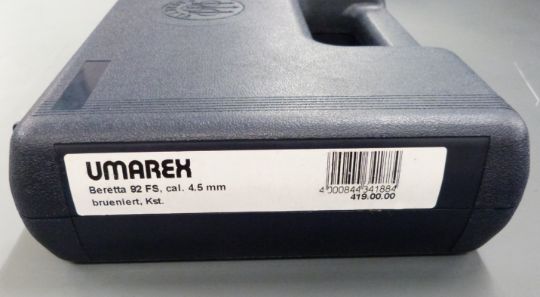 UMAREX
Beretta 92 FS, cal. 4.5 mm
brueniert, Kst.
4 000844 341884
419.00.00